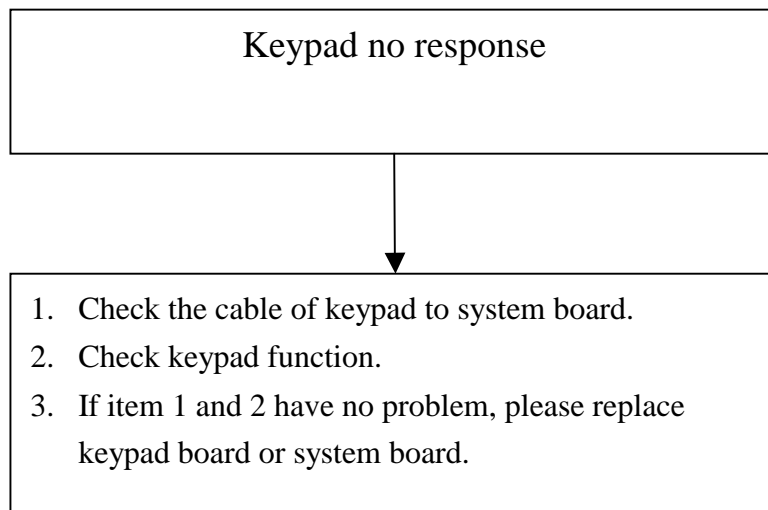 Keypad no response
1. Check the cable of keypad to system board.
2. Check keypad function.
3. If item 1 and 2 have no problem, please replace
keypad board or system board.